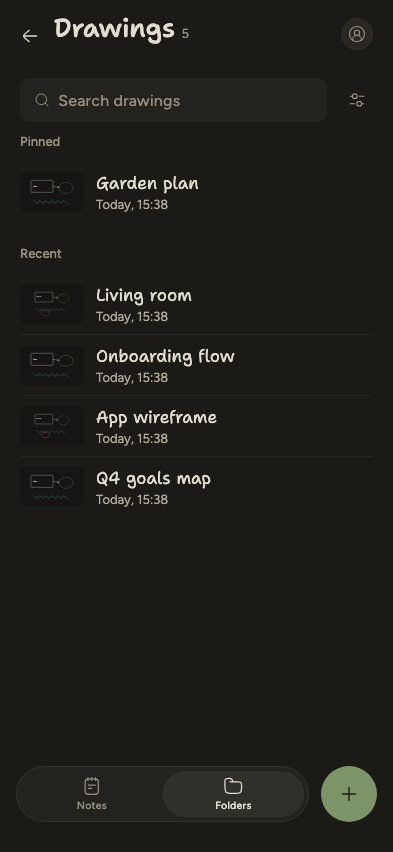 Drawings 5
Search drawings
Pinned
Garden plan
Today, 15:38
Recent
Living room
Today, 15:38
Onboarding flow
Today, 15:38
App wireframe
Today, 15:38
Q4 goals map
Today, 15:38
Notes
Folders